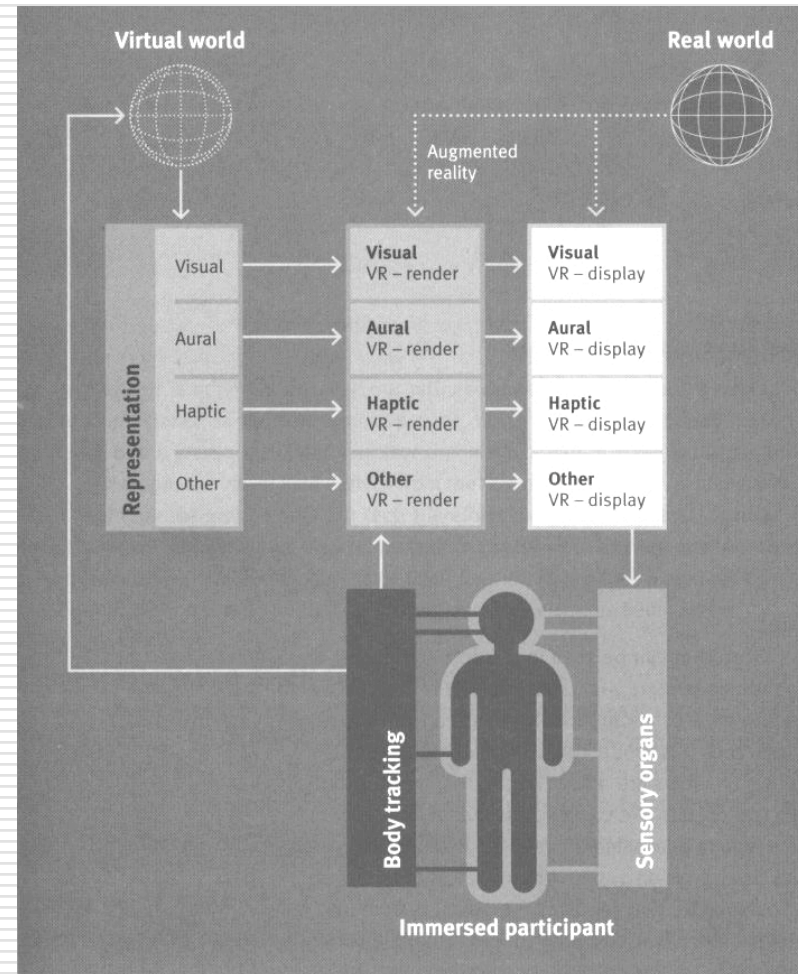 Virtual world
Real world
Augmented
reality
Representation
Visual
Aural
Haptic
Other
Visual
VR – render
Aural
VR – render
Haptic
VR – render
Other
VR – render
Visual
VR – display
Aural
VR – display
Haptic
VR – display
Other
VR – display
Body tracking
Sensory organs
Immersed participant